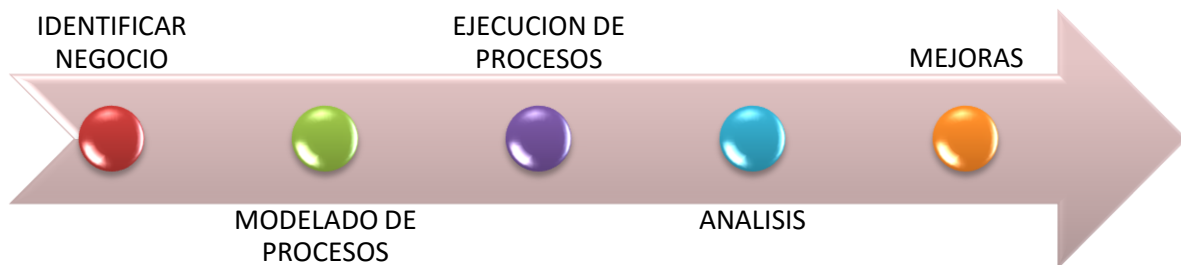 IDENTIFICAR
NEGOCIO
MODELADO DE
PROCESOS
EJECUCION DE
PROCESOS
ANALISIS
MEJORAS